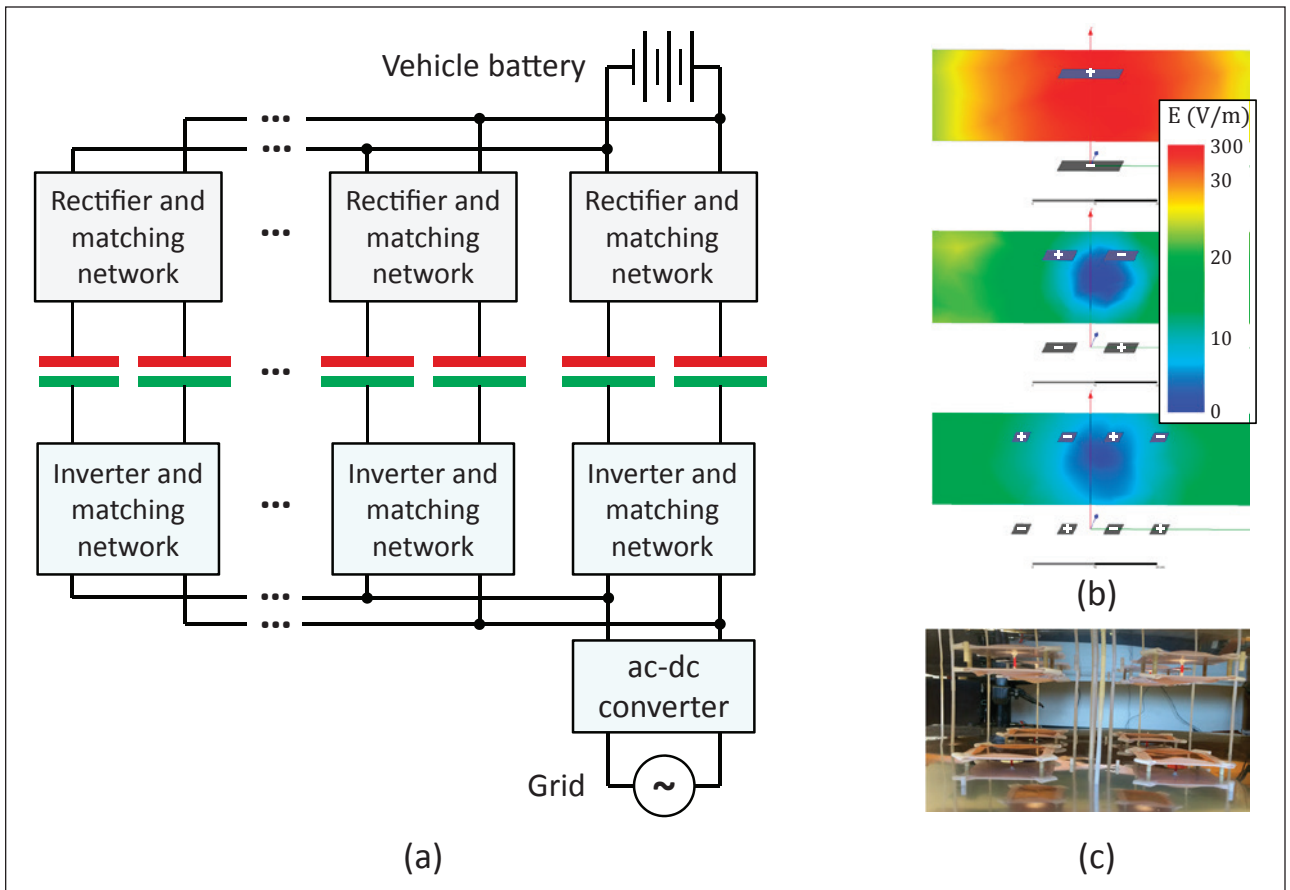 Vehicle battery
...
...
Rectifier and
matching
network
...
Rectifier and
matching
network
Rectifier and
matching
network
...
Inverter and
matching
network
...
Inverter and
matching
network
Inverter and
matching
network
...
...
ac-dc
converter
Grid
~
(a)
+
−
E (V/m)
300
30
20
10
0
+ −
− +
+ − + −
− + − +
(b)
(c)